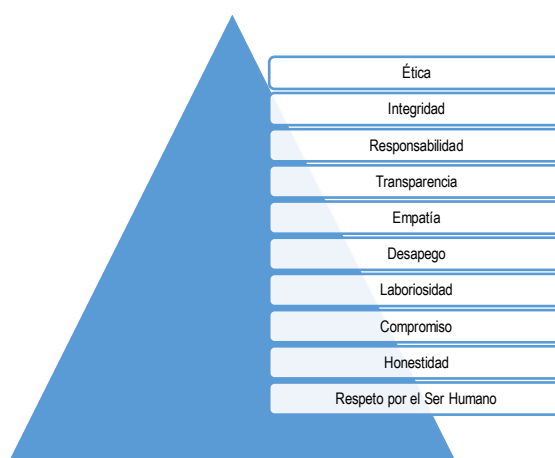 Ética
Integridad
Responsabilidad
Transparencia
Empatía
Desapego
Laboriosidad
Compromiso
Honestidad
Respeto por el Ser Humano